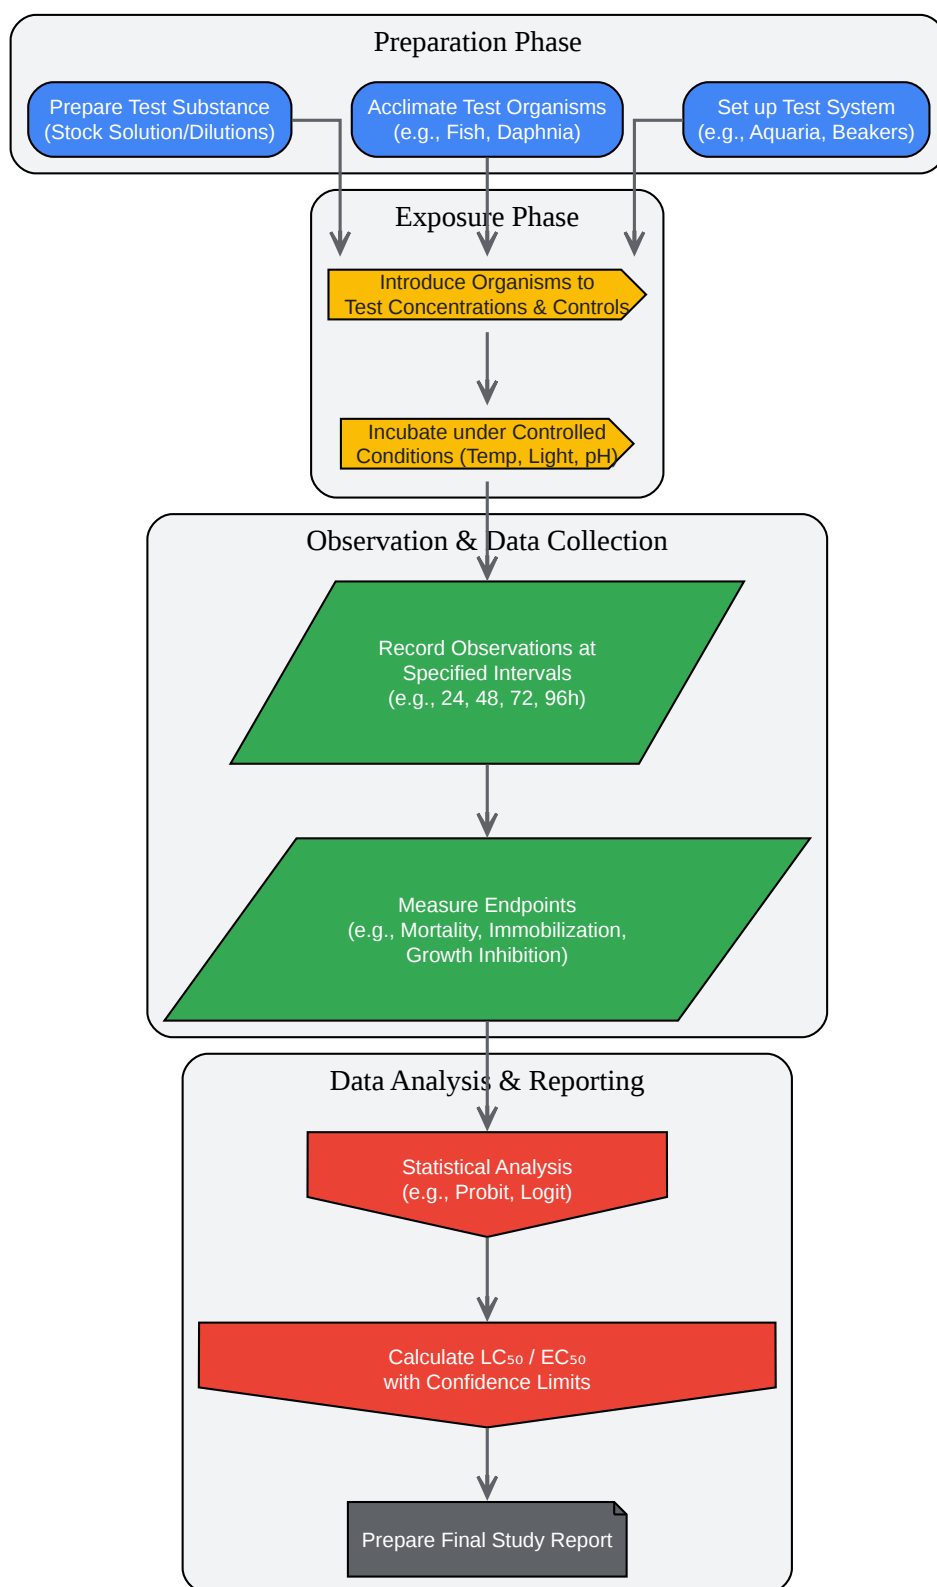 Preparation Phase
Prepare Test Substance
(Stock Solution/Dilutions)
Acclimate Test Organisms
(e.g., Fish, Daphnia)
Set up Test System
(e.g., Aquaria, Beakers)
Exposure Phase
Introduce Organisms to
Test Concentrations & Controls
Incubate under Controlled
Conditions (Temp, Light, pH)
Observation & Data Collection
Record Observations at
Specified Intervals
(e.g., 24, 48, 72, 96h)
Measure Endpoints
(e.g., Mortality, Immobilization,
Growth Inhibition)
Data Analysis & Reporting
Statistical Analysis
(e.g., Probit, Logit)
Calculate LC₅₀ / EC₅₀
with Confidence Limits
Prepare Final Study Report